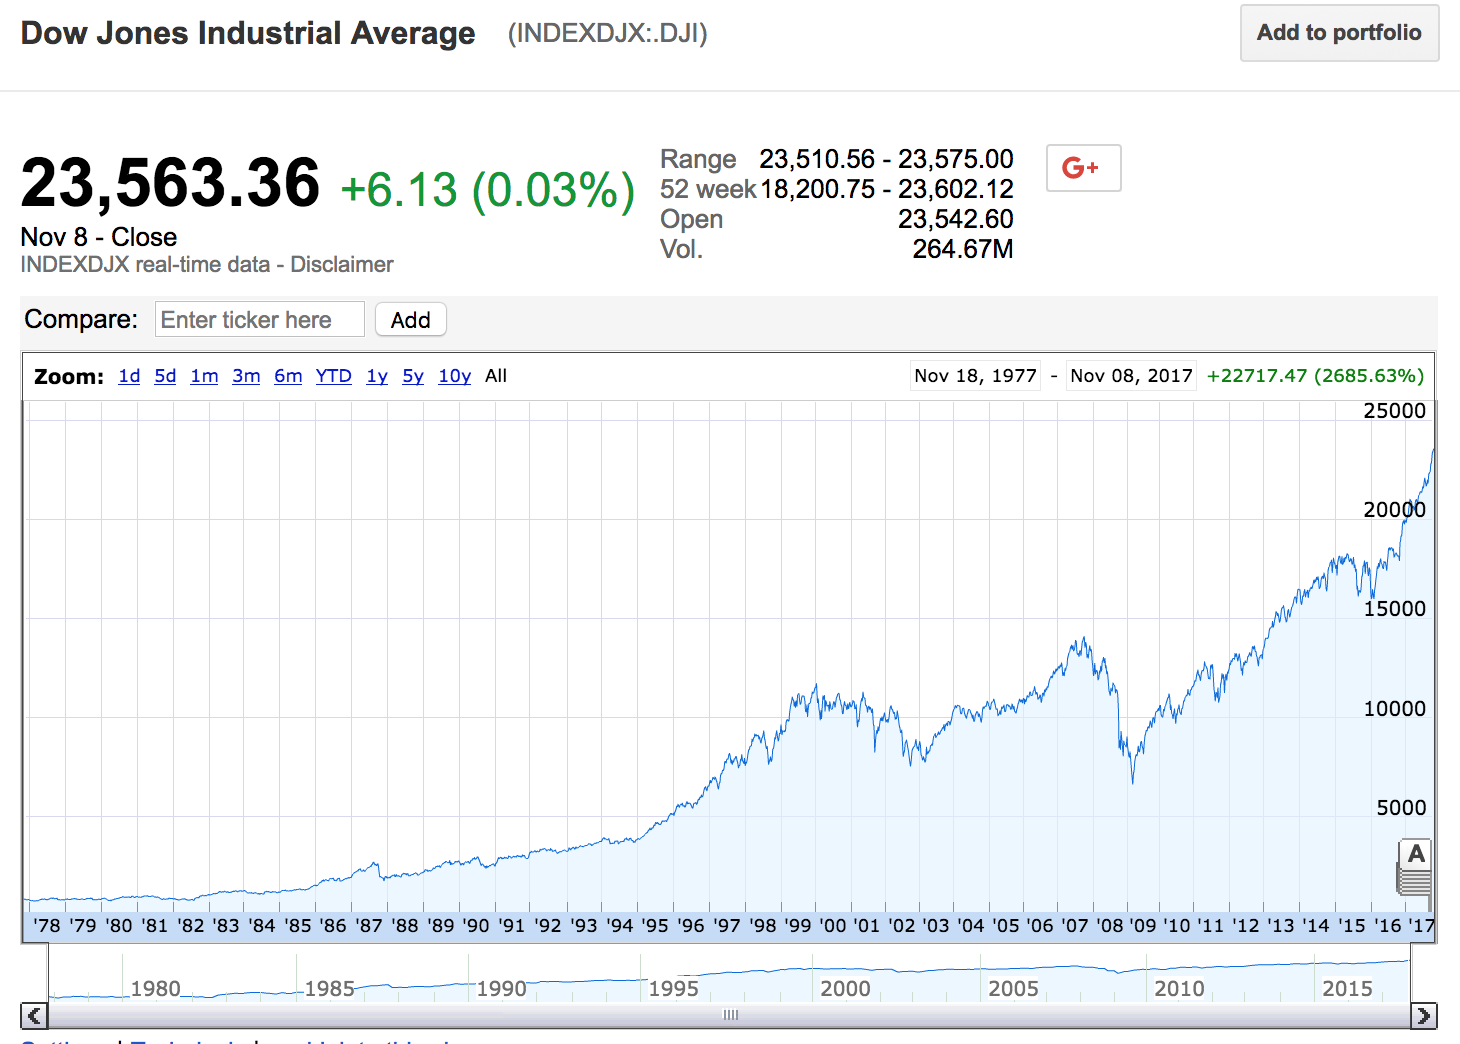 Dow Jones Industrial Average (INDEXDJX:.DJI) Add to portfolio
23,563.36 +6.13 (0.03%)
Nov 8 - Close
INDEXDJX real-time data - Disclaimer
Range 23,510.56 - 23,575.00
52 week 18,200.75 - 23,602.12
Open 23,542.60
Vol. 264.67M
G+
Compare: Enter ticker here Add
Zoom: 1d 5d 1m 3m 6m YTD 1y 5y 10y All Nov 18, 1977 - Nov 08, 2017 +22717.47 (2685.63%)
25000
20000
15000
10000
5000
A
'78 '79 '80 '81 '82 '83 '84 '85 '86 '87 '88 '89 '90 '91 '92 '93 '94 '95 '96 '97 '98 '99 '00 '01 '02 '03 '04 '05 '06 '07 '08 '09 '10 '11 '12 '13 '14 '15 '16 '17
1980 1985 1990 1995 2000 2005 2010 2015